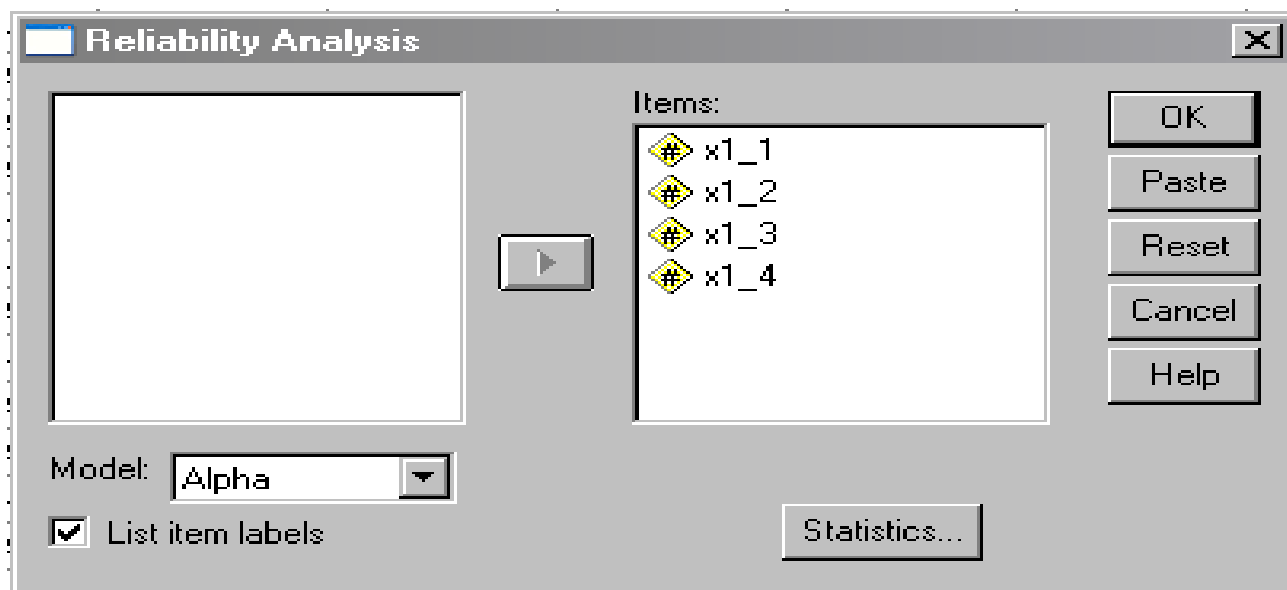 Reliability Analysis
Items:
x1_1
x1_2
x1_3
x1_4
OK
Paste
Reset
Cancel
Help
Model: Alpha
List item labels
Statistics...